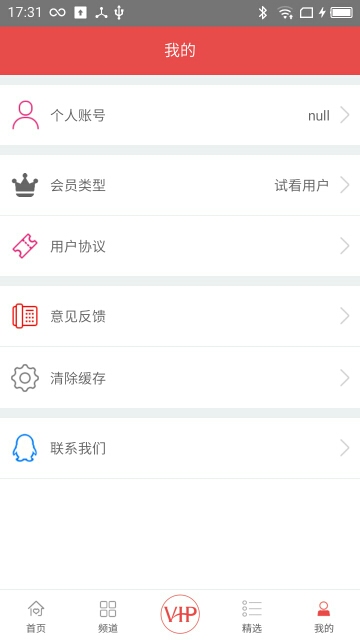 17:31
我的
个人账号 null
会员类型 试看用户
用户协议
意见反馈
清除缓存
联系我们
VIP
首页 频道 精选 我的